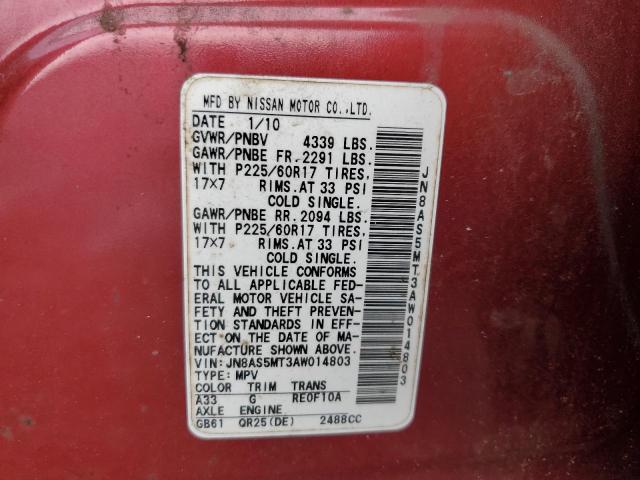 MFD BY NISSAN MOTOR CO.,LTD.
DATE 1/10
GVWR/PNBV 4339 LBS.
GAWR/PNBE FR.2291 LBS.
WITH P225/60R17 TIRES,
17X7 RIMS.AT 33 PSI
COLD SINGLE.
GAWR/PNBE RR.2094 LBS.
WITH P225/60R17 TIRES,
17X7 RIMS.AT 33 PSI
COLD SINGLE.
THIS VEHICLE CONFORMS
TO ALL APPLICABLE FED-
ERAL MOTOR VEHICLE SA-
FETY AND THEFT PREVEN-
TION STANDARDS IN EFF-
ECT ON THE DATE OF MA-
NUFACTURE SHOWN ABOVE.
VIN:JN8AS5MT3AW014803
TYPE:MPV
COLOR TRIM TRANS
A33 G RE0F10A
AXLE ENGINE
GB61 QR25(DE) 2488CC
JN8AS5MT3AW014803